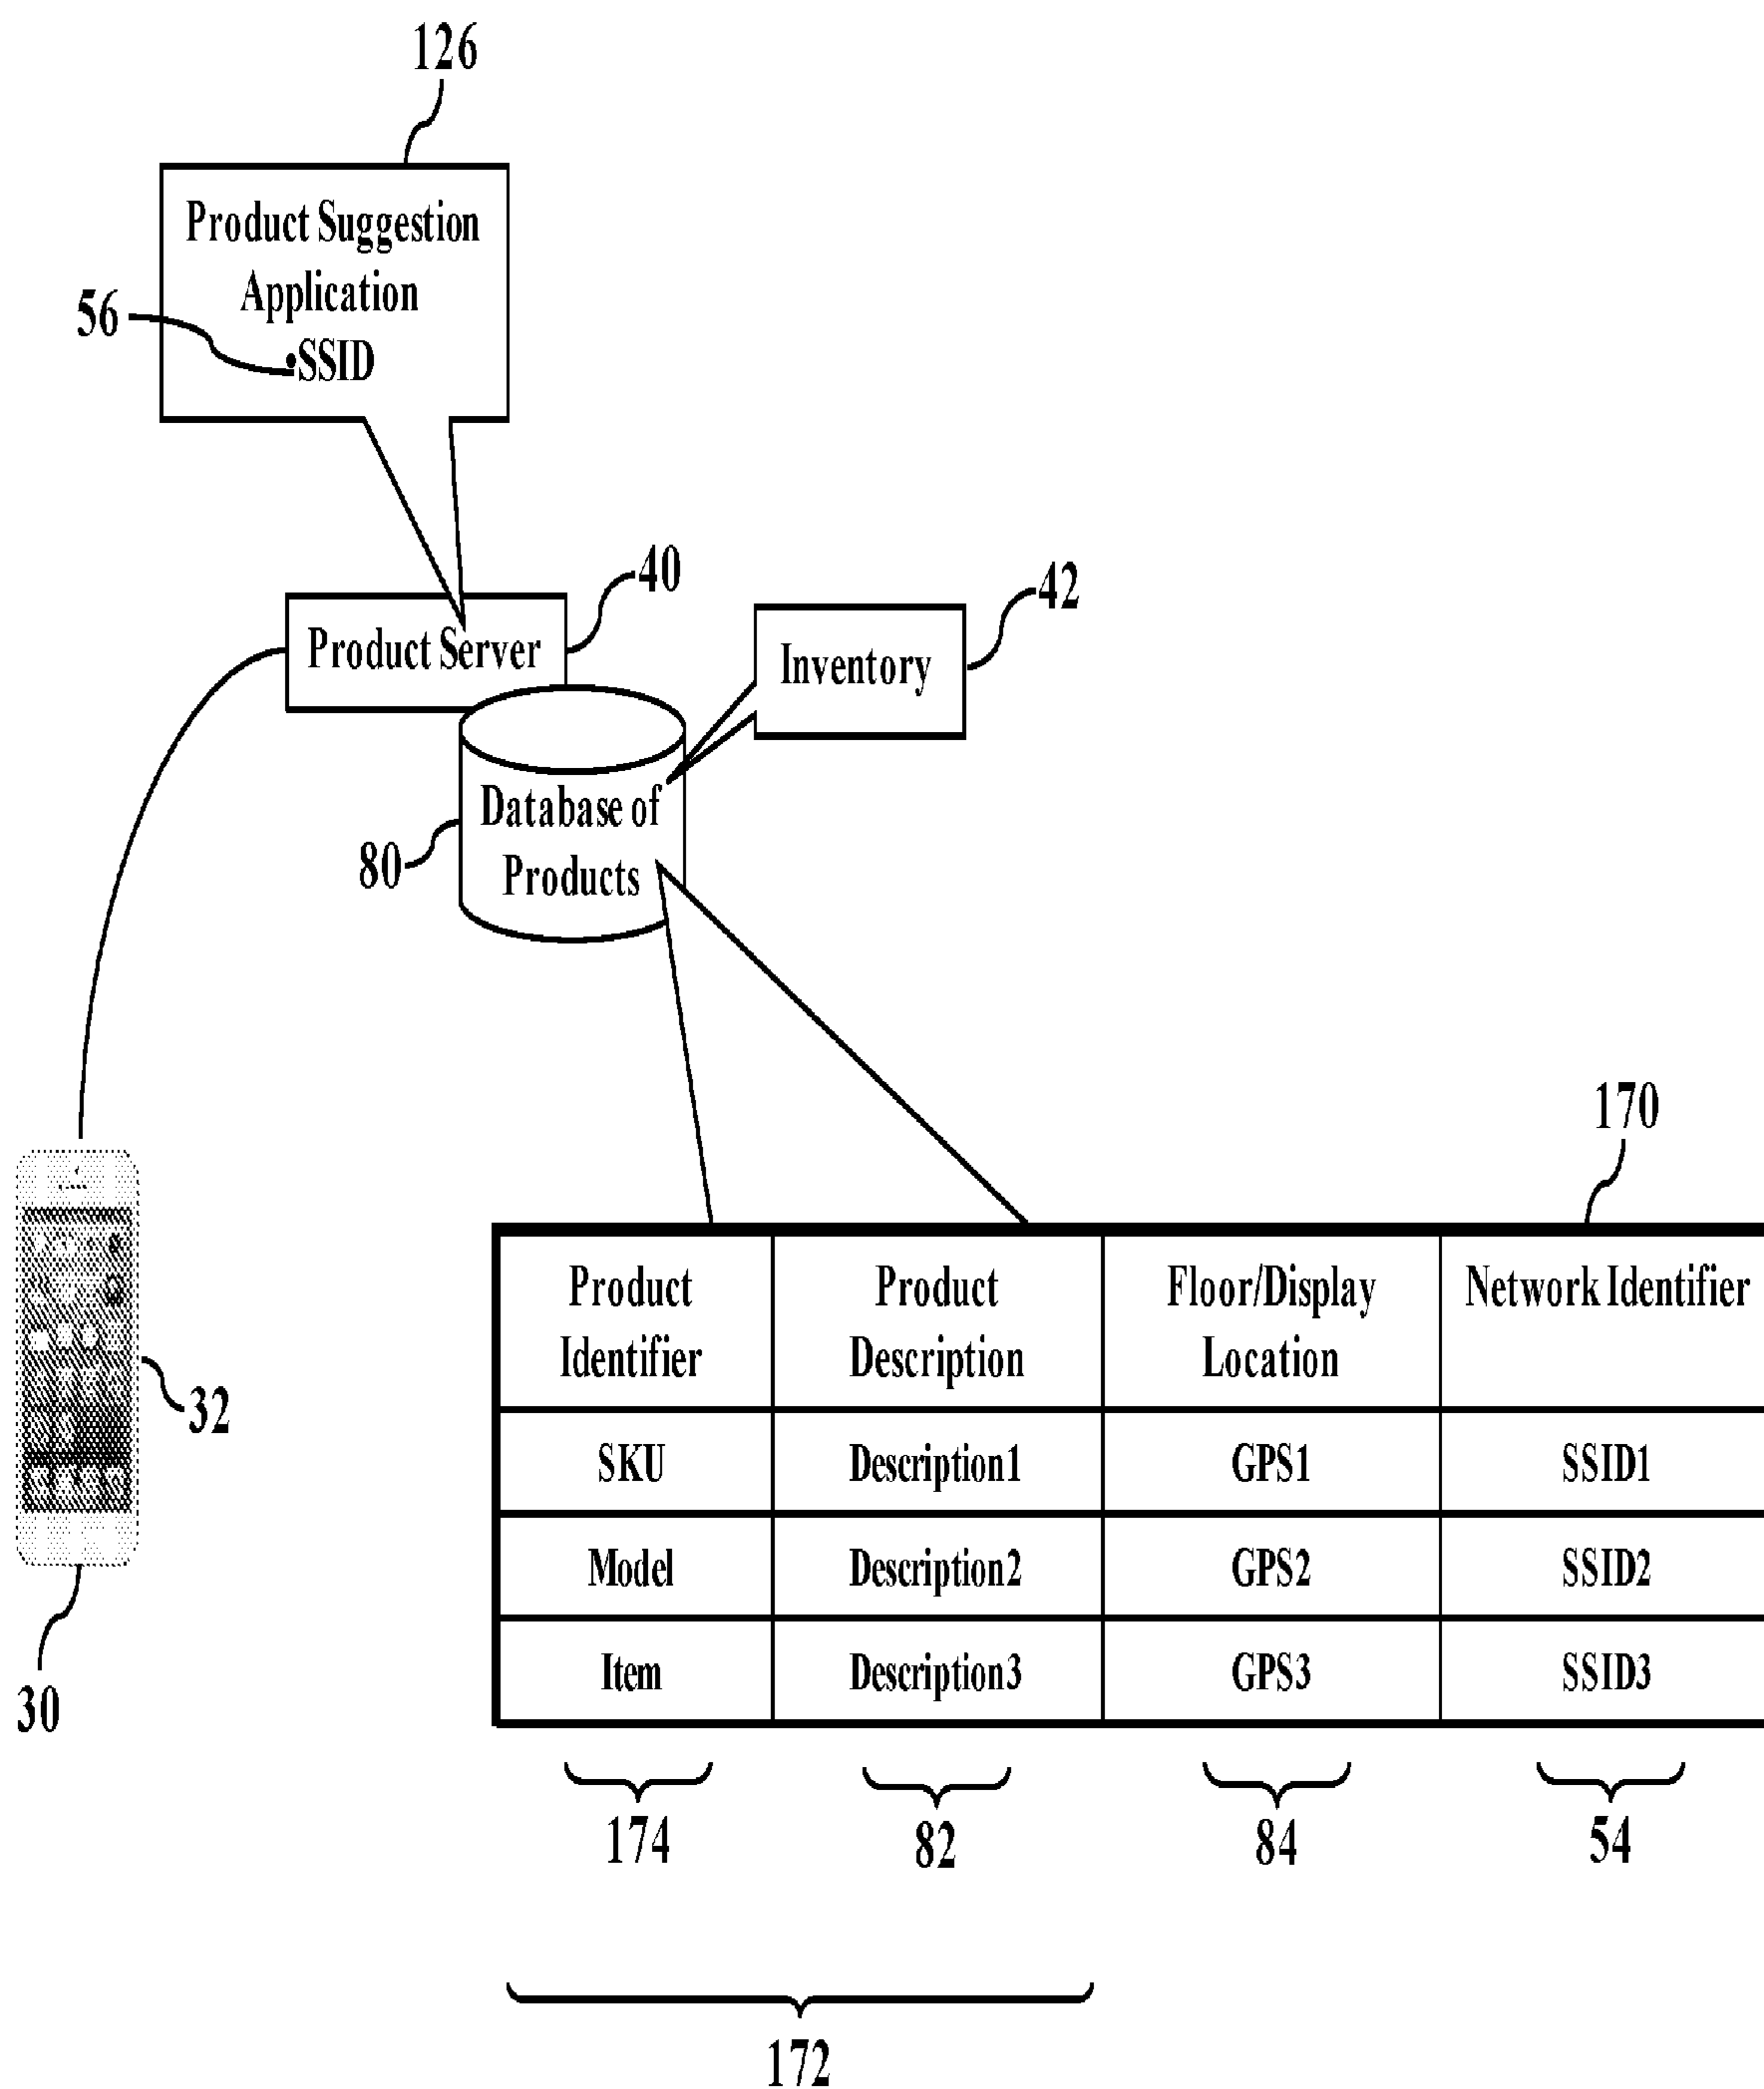 126
Product Suggestion
Application
56
•SSID
40
42
Product Server
Inventory
Database of
80
Products
170
Product Identifier
Product Description
Floor/Display Location
Network Identifier
32
SKU Description1 GPS1 SSID1
Model Description2 GPS2 SSID2
Item Description3 GPS3 SSID3
30
174 82 84 54
172